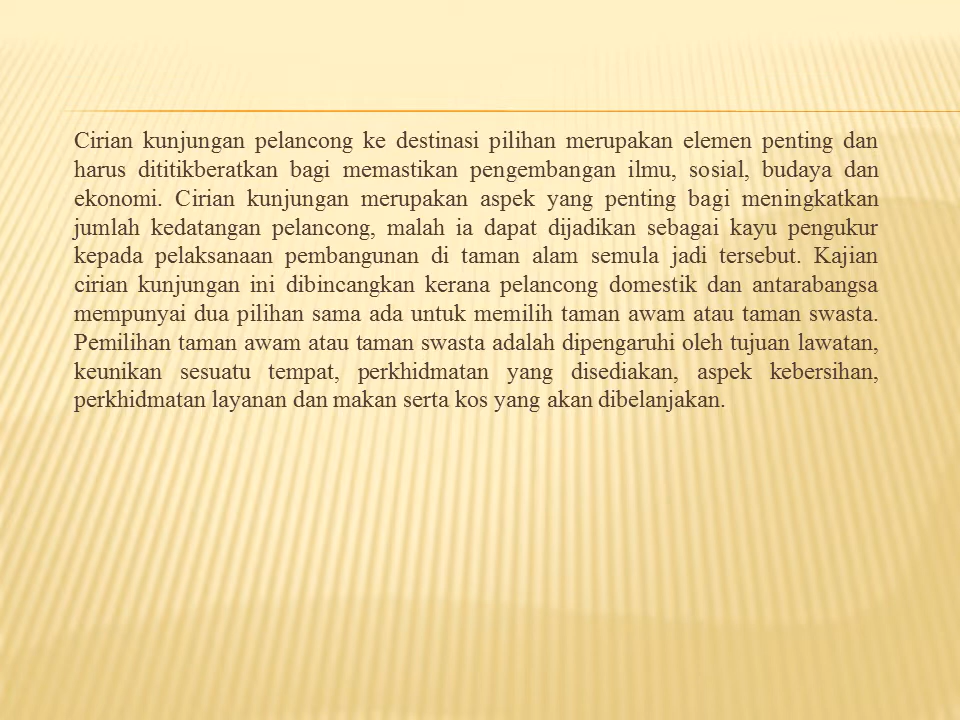 Cirian kunjungan pelancong ke destinasi pilihan merupakan elemen penting dan
harus dititikberatkan bagi memastikan pengembangan ilmu, sosial, budaya dan
ekonomi. Cirian kunjungan merupakan aspek yang penting bagi meningkatkan
jumlah kedatangan pelancong, malah ia dapat dijadikan sebagai kayu pengukur
kepada pelaksanaan pembangunan di taman alam semula jadi tersebut. Kajian
cirian kunjungan ini dibincangkan kerana pelancong domestik dan antarabangsa
mempunyai dua pilihan sama ada untuk memilih taman awam atau taman swasta.
Pemilihan taman awam atau taman swasta adalah dipengaruhi oleh tujuan lawatan,
keunikan sesuatu tempat, perkhidmatan yang disediakan, aspek kebersihan,
perkhidmatan layanan dan makan serta kos yang akan dibelanjakan.